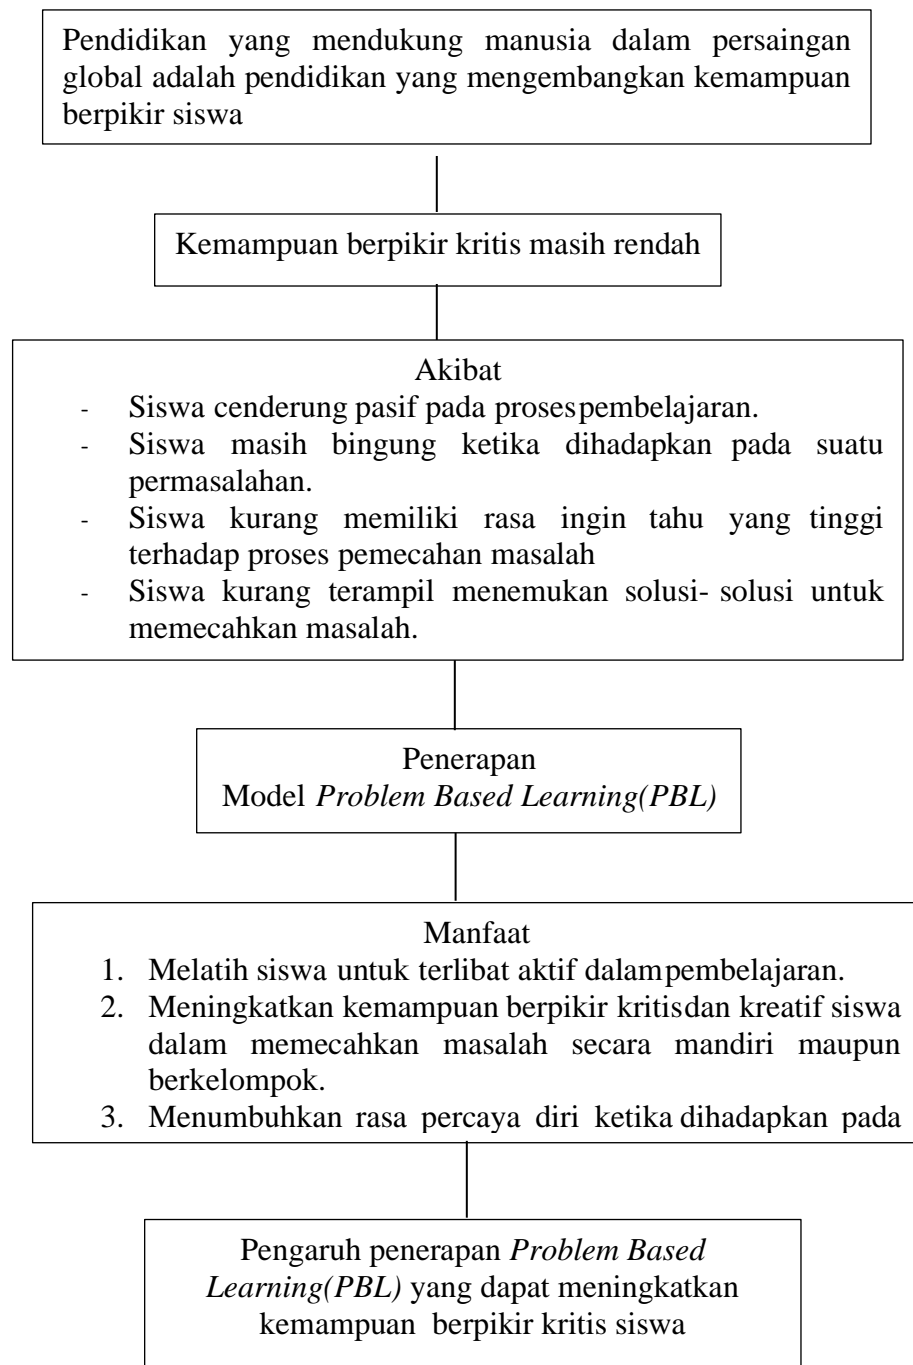 Pendidikan yang mendukung manusia dalam persaingan
global adalah pendidikan yang mengembangkan kemampuan
berpikir siswa
Kemampuan berpikir kritis masih rendah
Akibat
- Siswa cenderung pasif pada prosespembelajaran.
- Siswa masih bingung ketika dihadapkan pada suatu
permasalahan.
- Siswa kurang memiliki rasa ingin tahu yang tinggi
terhadap proses pemecahan masalah
- Siswa kurang terampil menemukan solusi- solusi untuk
memecahkan masalah.
Penerapan
Model Problem Based Learning(PBL)
Manfaat
1. Melatih siswa untuk terlibat aktif dalampembelajaran.
2. Meningkatkan kemampuan berpikir kritisdan kreatif siswa
dalam memecahkan masalah secara mandiri maupun
berkelompok.
3. Menumbuhkan rasa percaya diri ketika dihadapkan pada
Pengaruh penerapan Problem Based
Learning(PBL) yang dapat meningkatkan
kemampuan berpikir kritis siswa